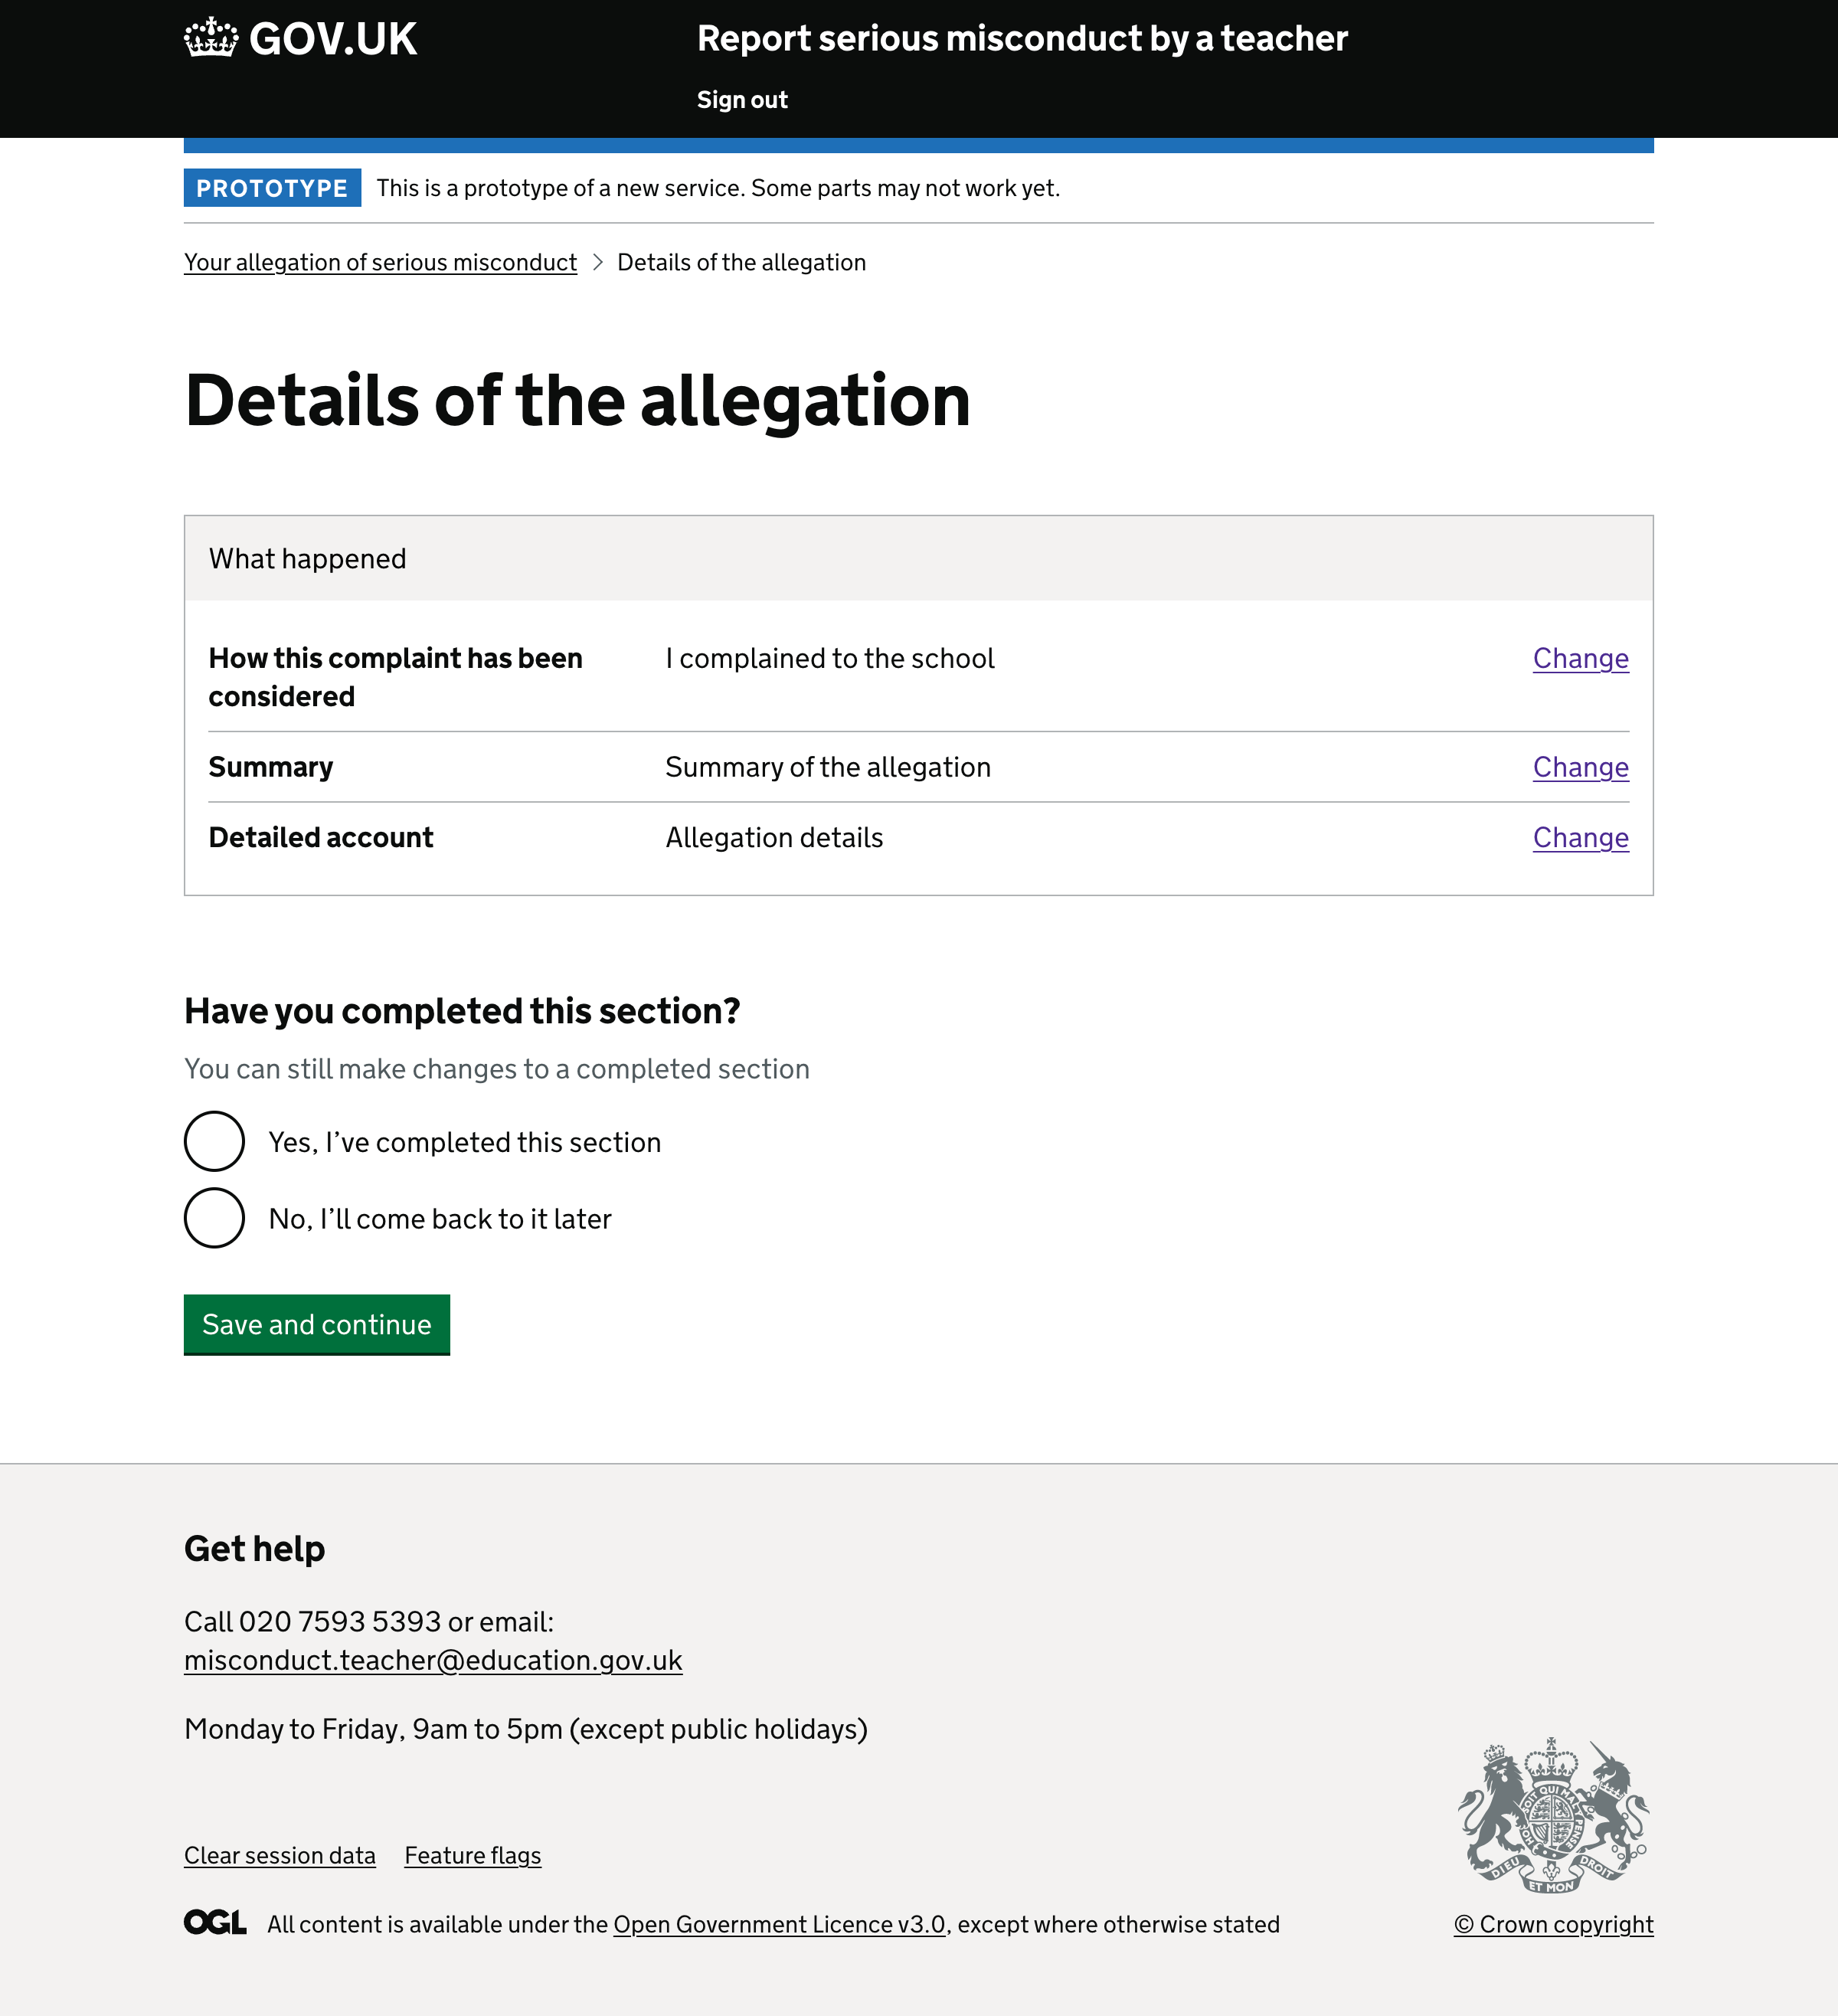 GOV.UK
Report serious misconduct by a teacher
Sign out
PROTOTYPE This is a prototype of a new service. Some parts may not work yet.
Your allegation of serious misconduct > Details of the allegation
Details of the allegation
What happened
How this complaint has been
considered
I complained to the school
Change
Summary
Summary of the allegation
Change
Detailed account
Allegation details
Change
Have you completed this section?
You can still make changes to a completed section
Yes, I’ve completed this section
No, I’ll come back to it later
Save and continue
Get help
Call 020 7593 5393 or email:
misconduct.teacher@education.gov.uk
Monday to Friday, 9am to 5pm (except public holidays)
SOIT QUI MAL
PENSE
HON
DIEU ET MON DROIT
Clear session data Feature flags
OGL All content is available under the Open Government Licence v3.0, except where otherwise stated
© Crown copyright